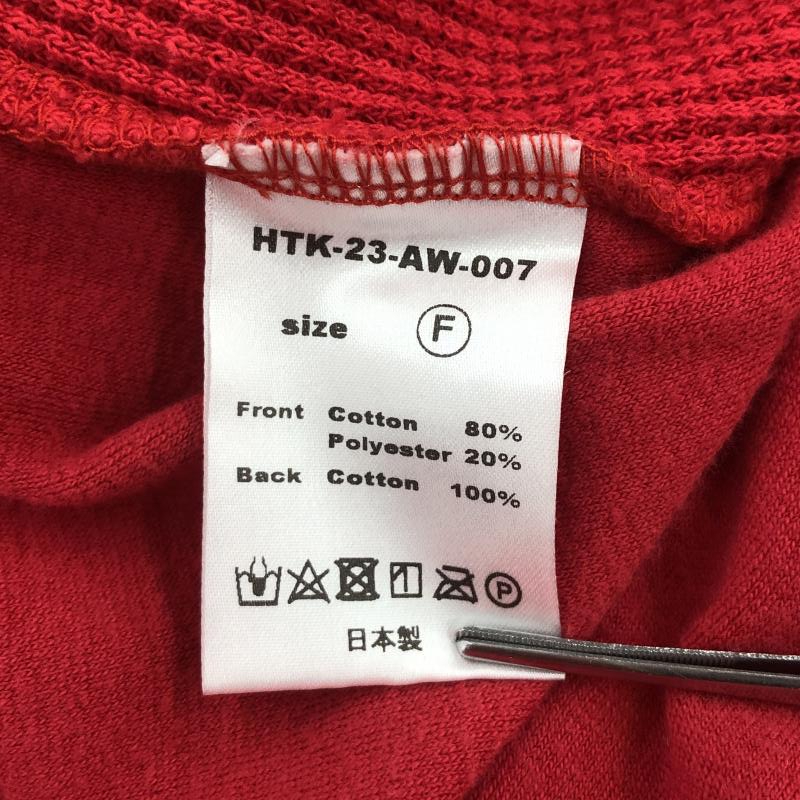 HTK-23-AW-007
size F
Front Cotton 80%
Polyester 20%
Back Cotton 100%
P
日本製